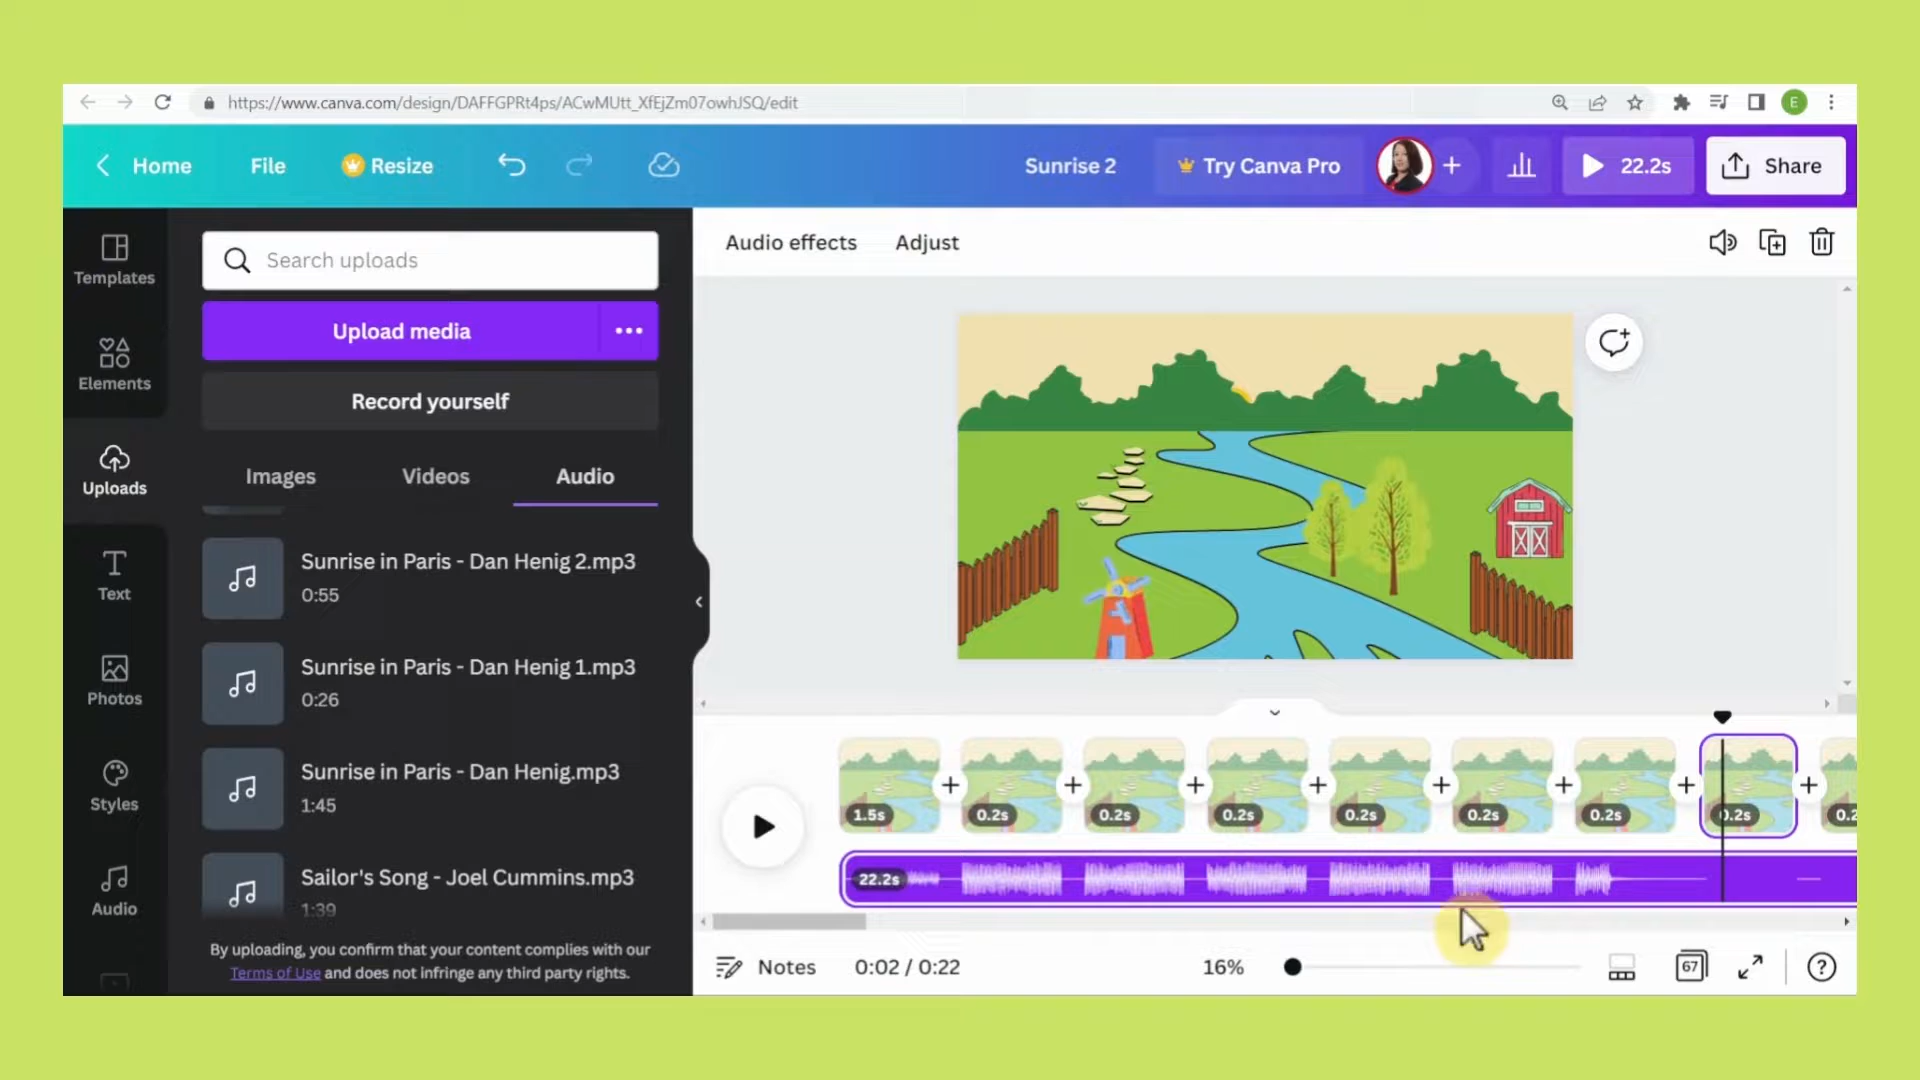 https://www.canva.com/design/DAFFGPRt4ps/ACwMUtt_XfEjZm07owhJSQ/edit
E
Home
File
Resize
Sunrise 2
Try Canva Pro
22.2s
Share
Templates
Elements
Uploads
Text
Photos
Styles
Audio
Search uploads
Upload media
Record yourself
Images
Videos
Audio
Sunrise in Paris - Dan Henig 2.mp3
0:55
Sunrise in Paris - Dan Henig 1.mp3
0:26
Sunrise in Paris - Dan Henig.mp3
1:45
Sailor's Song - Joel Cummins.mp3
1:39
By uploading, you confirm that your content complies with our
Terms of Use and does not infringe any third party rights.
Audio effects
Adjust
1.5s
0.2s
0.2s
0.2s
0.2s
0.2s
0.2s
0.2s
0.2
22.2s
Notes
0:02 / 0:22
16%
67